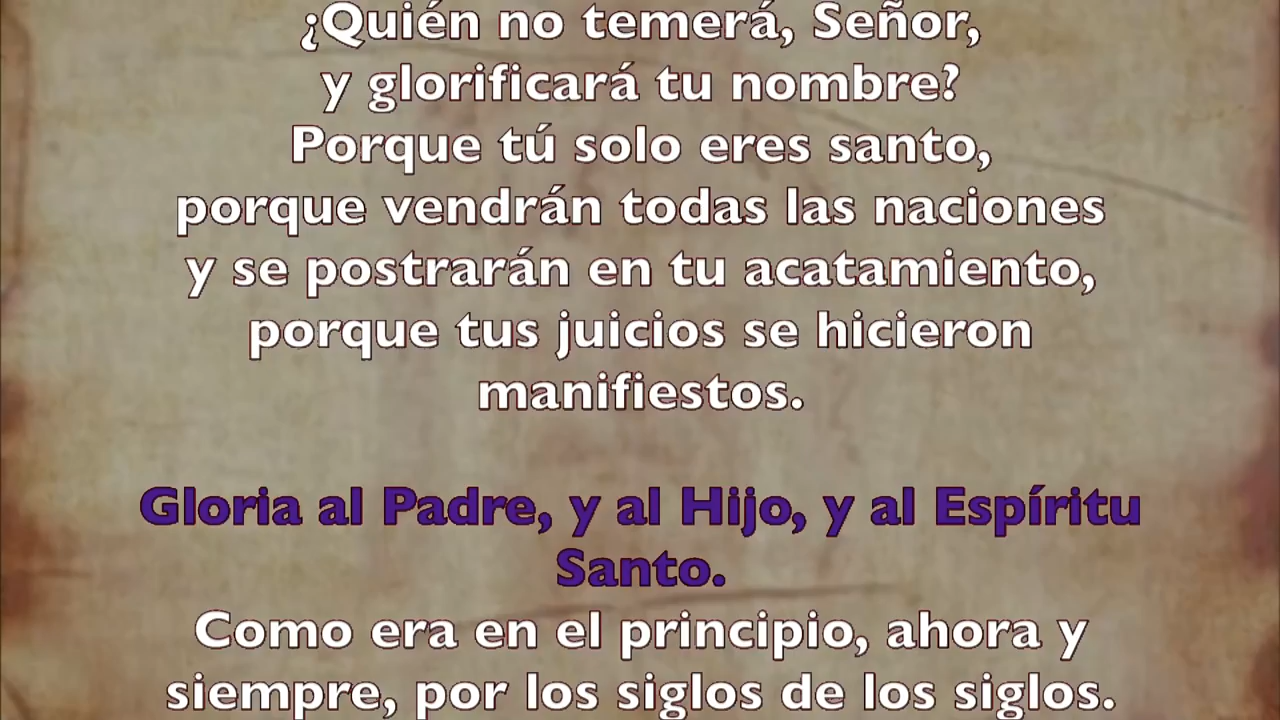 ¿Quién no temerá, Señor,
y glorificará tu nombre?
Porque tú solo eres santo,
porque vendrán todas las naciones
y se postrarán en tu acatamiento,
porque tus juicios se hicieron
manifiestos.
Gloria al Padre, y al Hijo, y al Espíritu
Santo.
Como era en el principio, ahora y
siempre, por los siglos de los siglos.